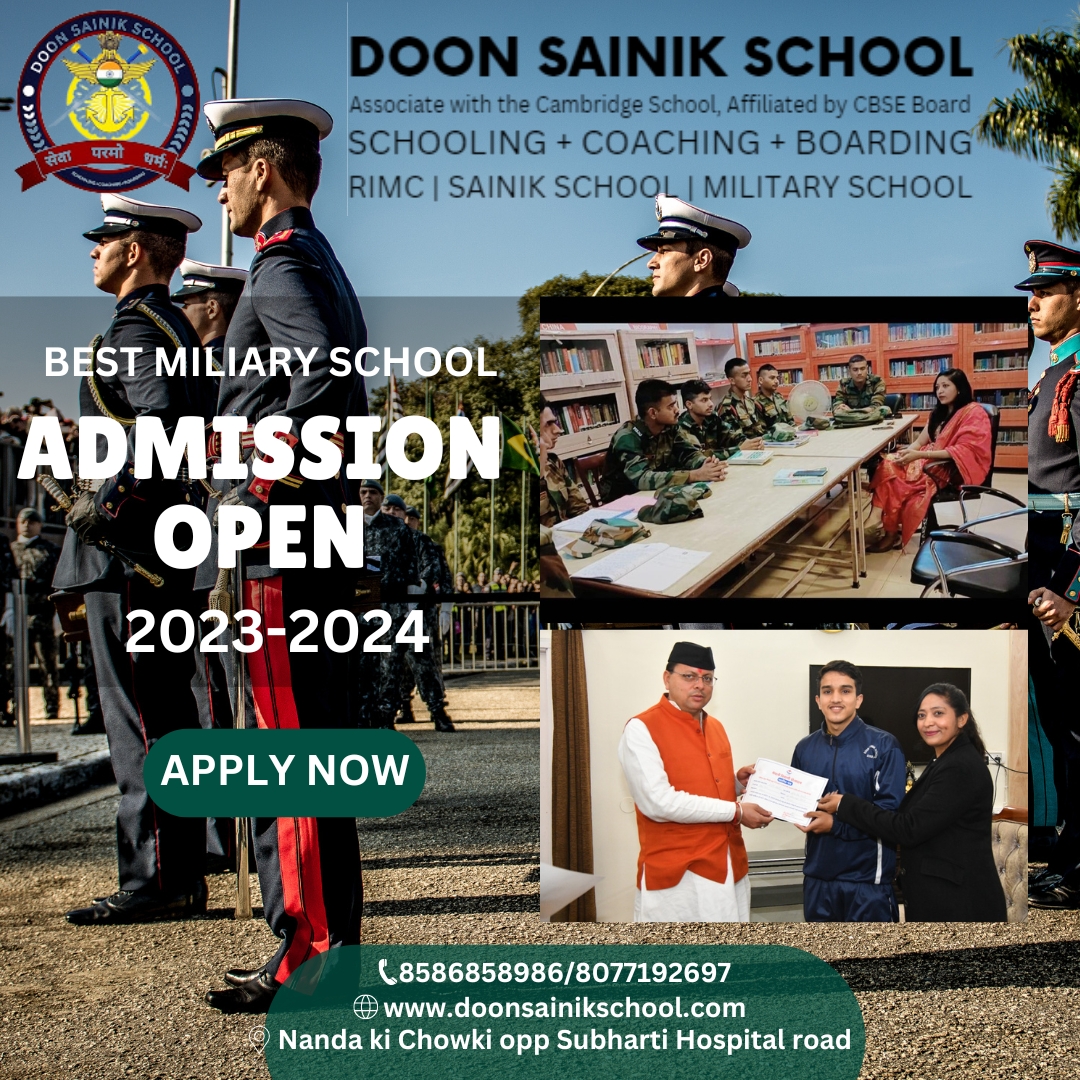 DOON SAINIK SCHOOL
सेवा परमो धर्मः
DOON SAINIK SCHOOL
Associate with the Cambridge School, Affiliated by CBSE Board
SCHOOLING + COACHING + BOARDING
RIMC | SAINIK SCHOOL | MILITARY SCHOOL
BEST MILIARY SCHOOL
ADMISSION
OPEN
2023-2024
APPLY NOW
8586858986/8077192697
www.doonsainikschool.com
Nanda ki Chowki opp Subharti Hospital road